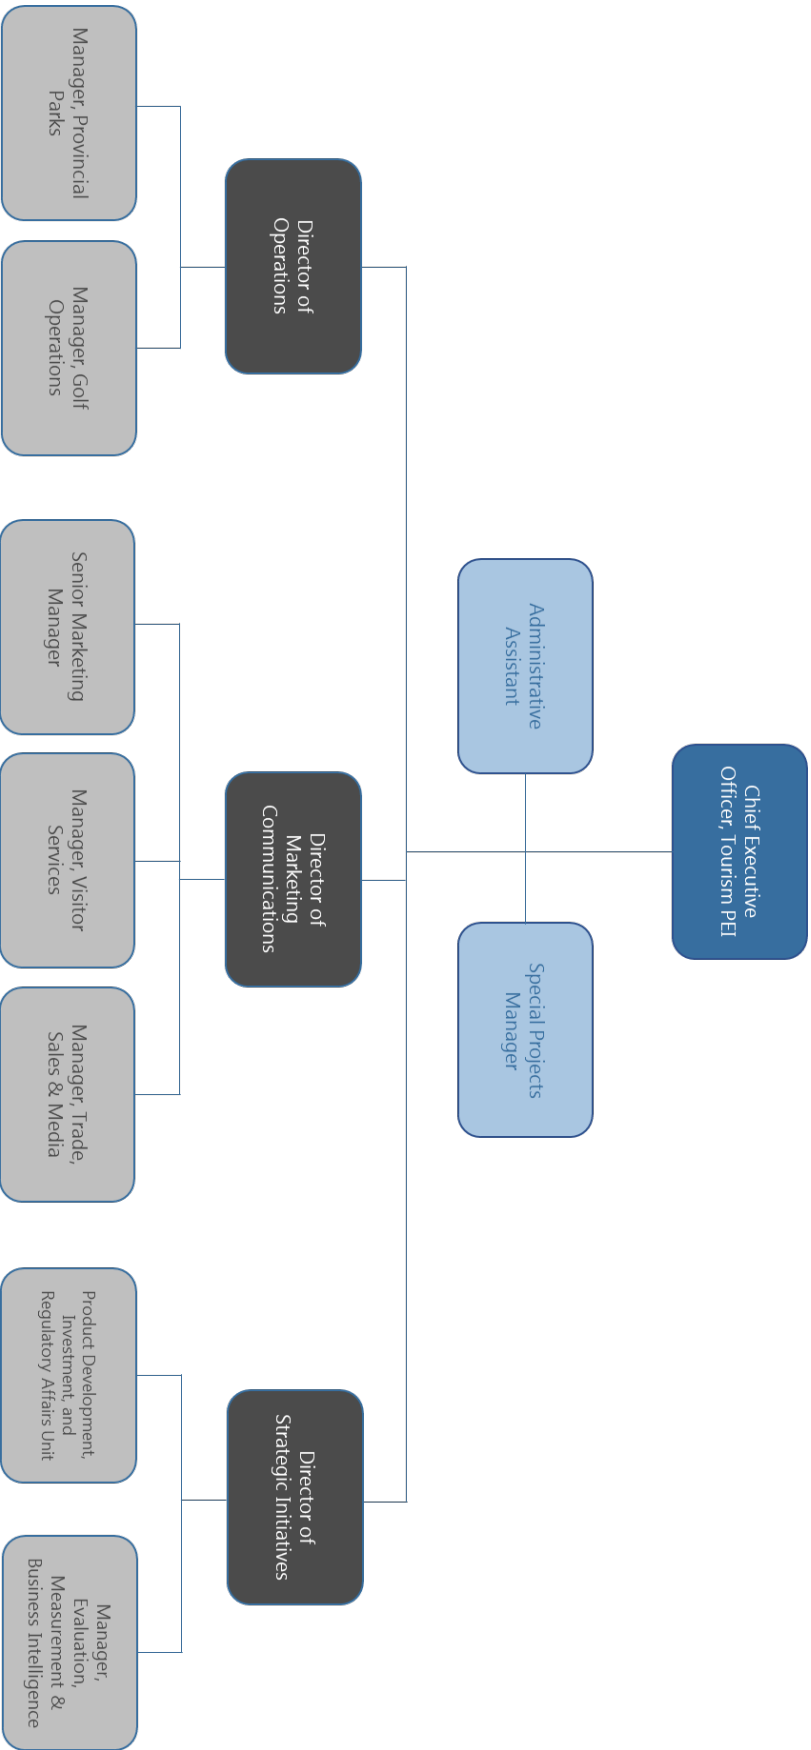 Chief Executive
Officer, Tourism PEI
Administrative
Assistant
Special Projects
Manager
Director of
Operations
Director of
Marketing
Communications
Director of
Strategic Initiatives
Manager, Provincial
Parks
Manager, Golf
Operations
Senior Marketing
Manager
Manager, Visitor
Services
Manager, Trade,
Sales & Media
Product Development,
Investment, and
Regulatory Affairs Unit
Manager,
Evaluation,
Measurement &
Business Intelligence